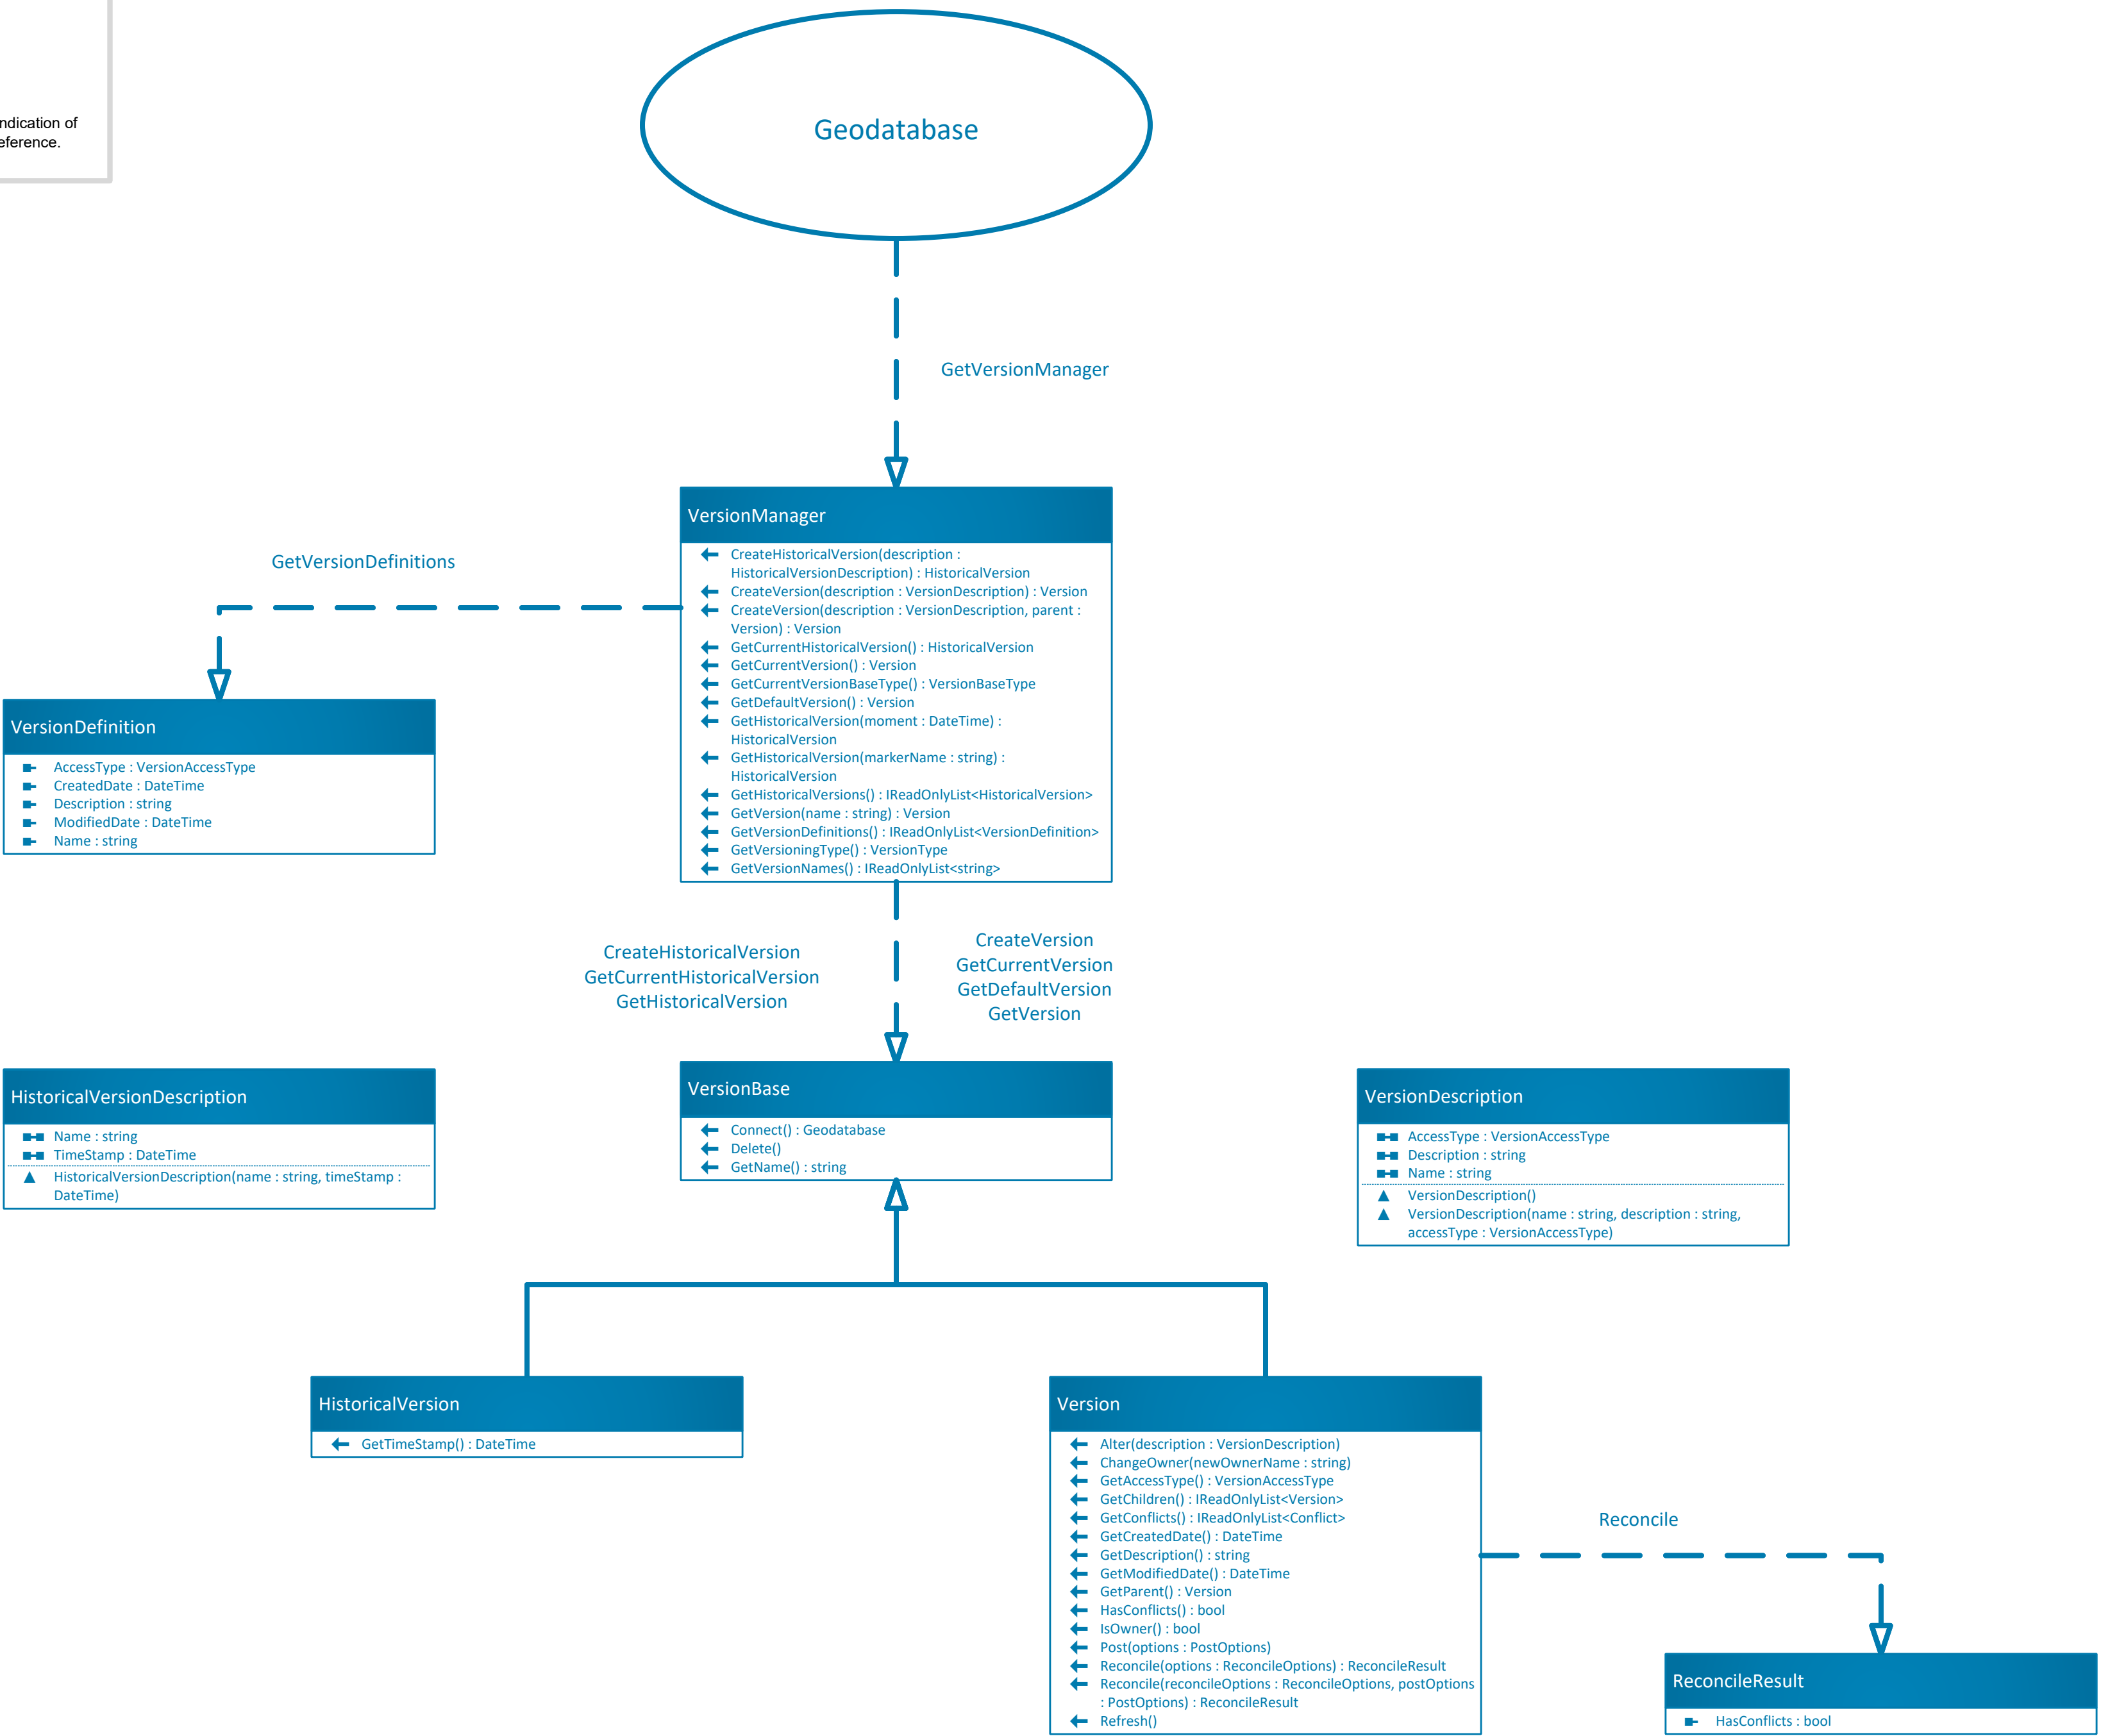 ndication of
eference.
Geodatabase
GetVersionManager
VersionManager
CreateHistoricalVersion(description :
HistoricalVersionDescription) : HistoricalVersion
CreateVersion(description : VersionDescription) : Version
CreateVersion(description : VersionDescription, parent :
Version) : Version
GetCurrentHistoricalVersion() : HistoricalVersion
GetCurrentVersion() : Version
GetCurrentVersionBaseType() : VersionBaseType
GetDefaultVersion() : Version
GetHistoricalVersion(moment : DateTime) :
HistoricalVersion
GetHistoricalVersion(markerName : string) :
HistoricalVersion
GetHistoricalVersions() : IReadOnlyList<HistoricalVersion>
GetVersion(name : string) : Version
GetVersionDefinitions() : IReadOnlyList<VersionDefinition>
GetVersioningType() : VersionType
GetVersionNames() : IReadOnlyList<string>
GetVersionDefinitions
VersionDefinition
AccessType : VersionAccessType
CreatedDate : DateTime
Description : string
ModifiedDate : DateTime
Name : string
CreateHistoricalVersion
GetCurrentHistoricalVersion
GetHistoricalVersion
CreateVersion
GetCurrentVersion
GetDefaultVersion
GetVersion
HistoricalVersionDescription
Name : string
TimeStamp : DateTime
HistoricalVersionDescription(name : string, timeStamp :
DateTime)
VersionBase
Connect() : Geodatabase
Delete()
GetName() : string
VersionDescription
AccessType : VersionAccessType
Description : string
Name : string
VersionDescription()
VersionDescription(name : string, description : string,
accessType : VersionAccessType)
HistoricalVersion
GetTimeStamp() : DateTime
Version
Alter(description : VersionDescription)
ChangeOwner(newOwnerName : string)
GetAccessType() : VersionAccessType
GetChildren() : IReadOnlyList<Version>
GetConflicts() : IReadOnlyList<Conflict>
GetCreatedDate() : DateTime
GetDescription() : string
GetModifiedDate() : DateTime
GetParent() : Version
HasConflicts() : bool
IsOwner() : bool
Post(options : PostOptions)
Reconcile(options : ReconcileOptions) : ReconcileResult
Reconcile(reconcileOptions : ReconcileOptions, postOptions
: PostOptions) : ReconcileResult
Refresh()
Reconcile
ReconcileResult
HasConflicts : bool